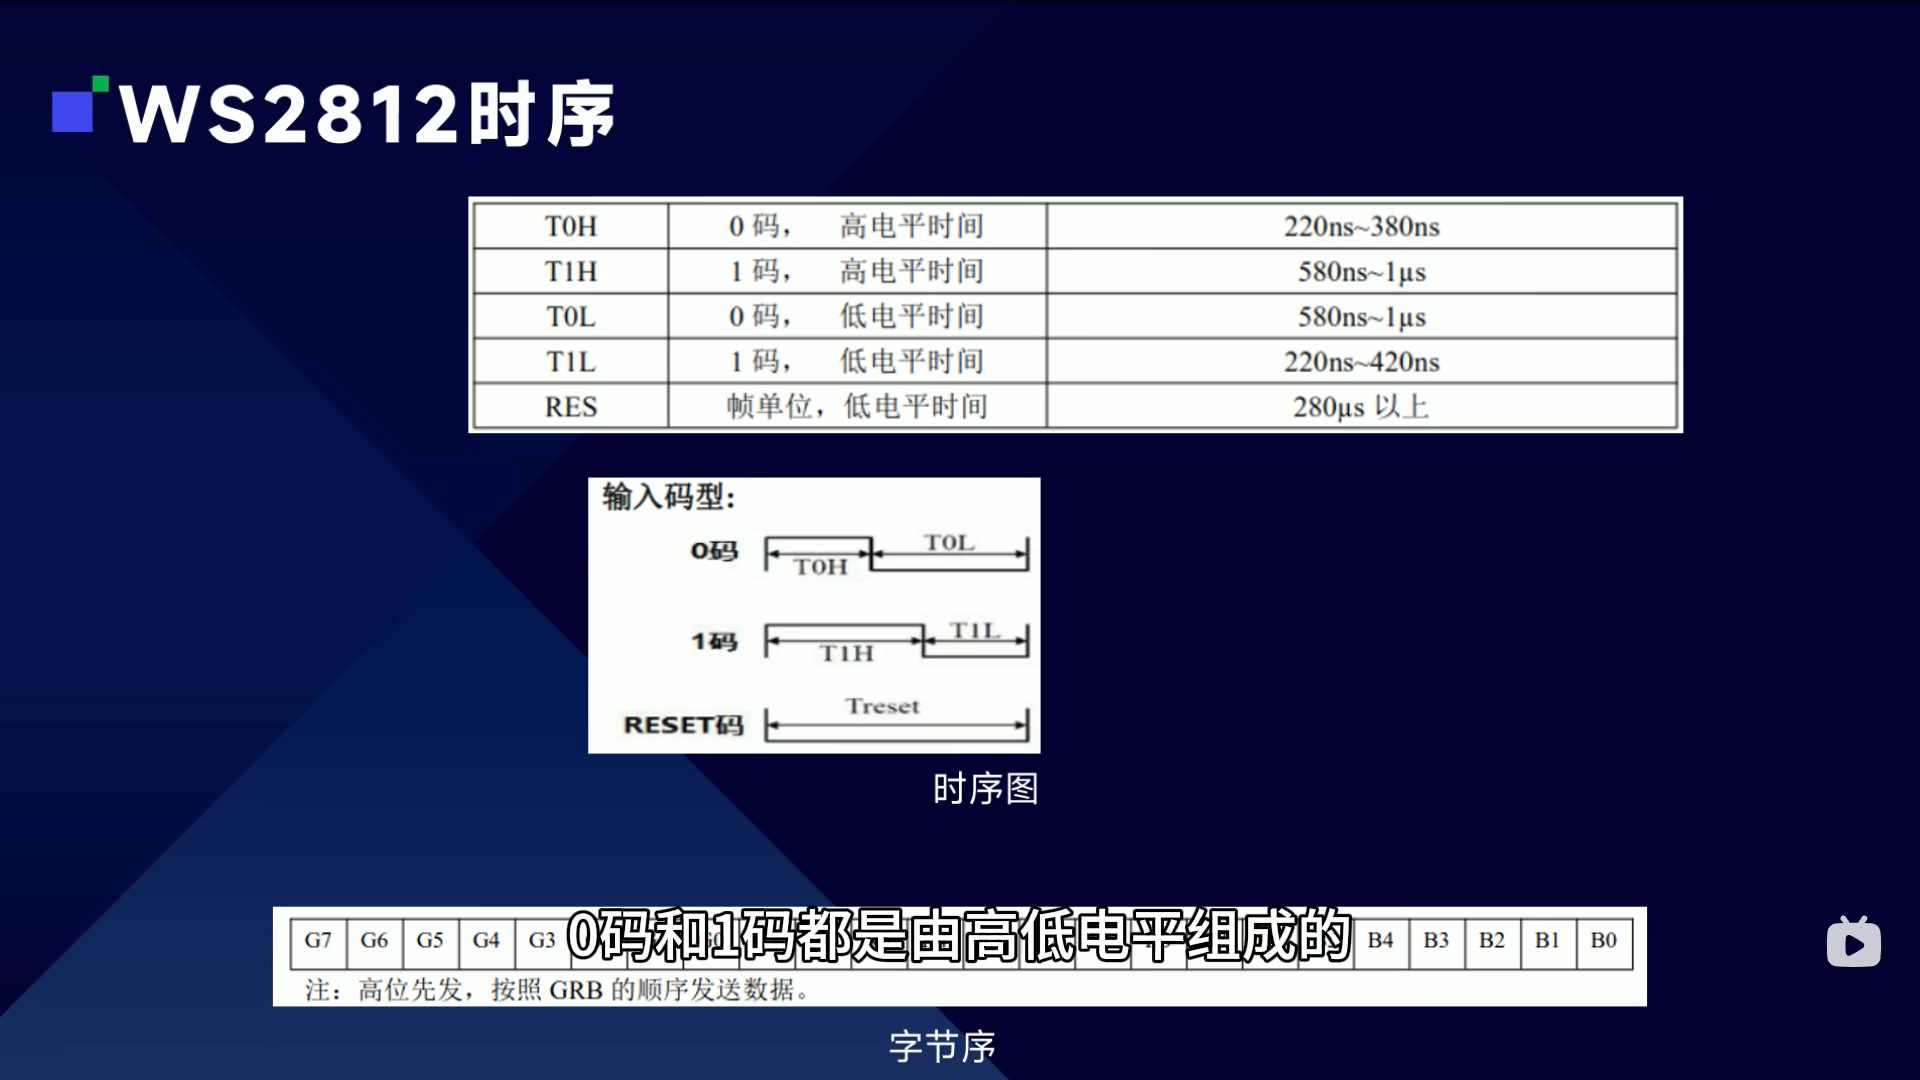 WS2812时序
T0H 0 码， 高电平时间 220ns~380ns
T1H 1 码， 高电平时间 580ns~1μs
T0L 0 码， 低电平时间 580ns~1μs
T1L 1 码， 低电平时间 220ns~420ns
RES 帧单位，低电平时间 280μs 以上
输入码型:
0码 T0H T0L
1码 T1H T1L
RESET码 Treset
时序图
G7 G6 G5 G4 G3 B4 B3 B2 B1 B0
0码和1码都是由高低电平组成的
注：高位先发，按照 GRB 的顺序发送数据。
字节序